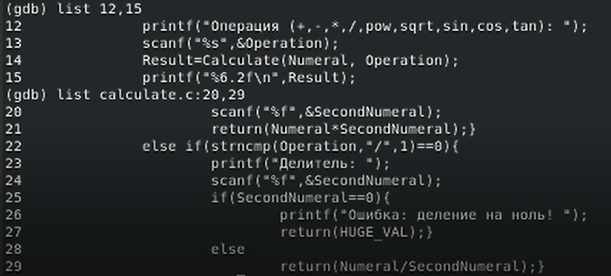 (gdb) list 12,15
12 printf("Операция (+,-,*,/,pow,sqrt,sin,cos,tan): ");
13 scanf("%s",&Operation);
14 Result=Calculate(Numeral, Operation);
15 printf("%6.2f\n",Result);
(gdb) list calculate.c:20,29
20 scanf("%f",&SecondNumeral);
21 return(Numeral*SecondNumeral);}
22 else if(strncmp(Operation,"/",1)==0){
23 printf("Делитель: ");
24 scanf("%f",&SecondNumeral);
25 if(SecondNumeral==0){
26 printf("Ошибка: деление на ноль! ");
27 return(HUGE_VAL);}
28 else
29 return(Numeral/SecondNumeral);}